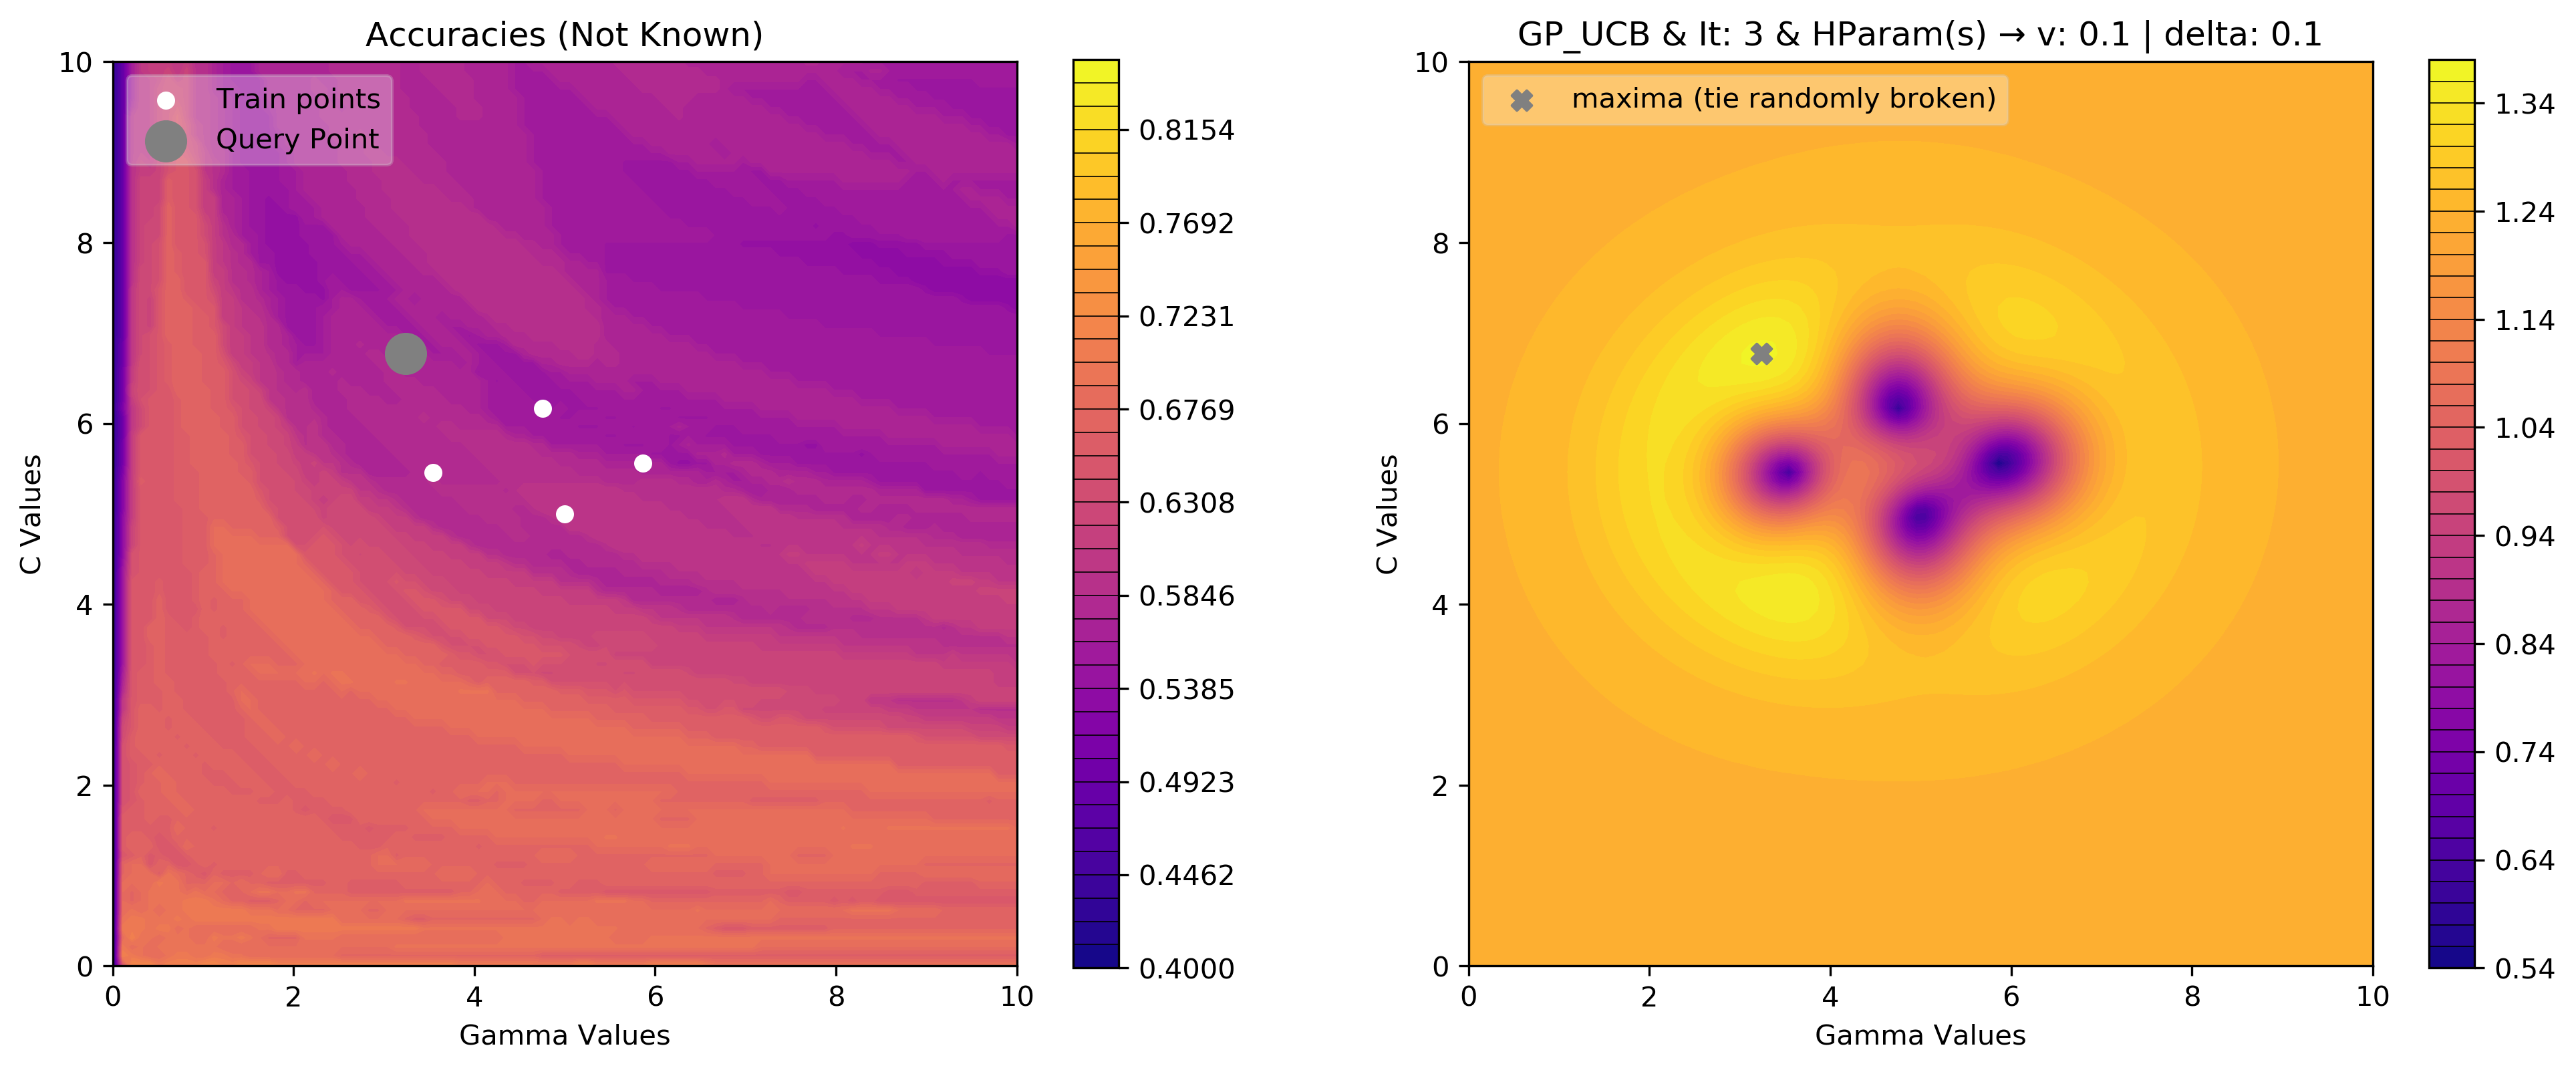 Accuracies (Not Known)
Train points
Query Point
10
8
6
4
2
0
C Values
0 2 4 6 8 10
Gamma Values
0.8154
0.7692
0.7231
0.6769
0.6308
0.5846
0.5385
0.4923
0.4462
0.4000
GP_UCB & It: 3 & HParam(s) → v: 0.1 | delta: 0.1
maxima (tie randomly broken)
10
8
6
4
2
0
C Values
0 2 4 6 8 10
Gamma Values
1.34
1.24
1.14
1.04
0.94
0.84
0.74
0.64
0.54